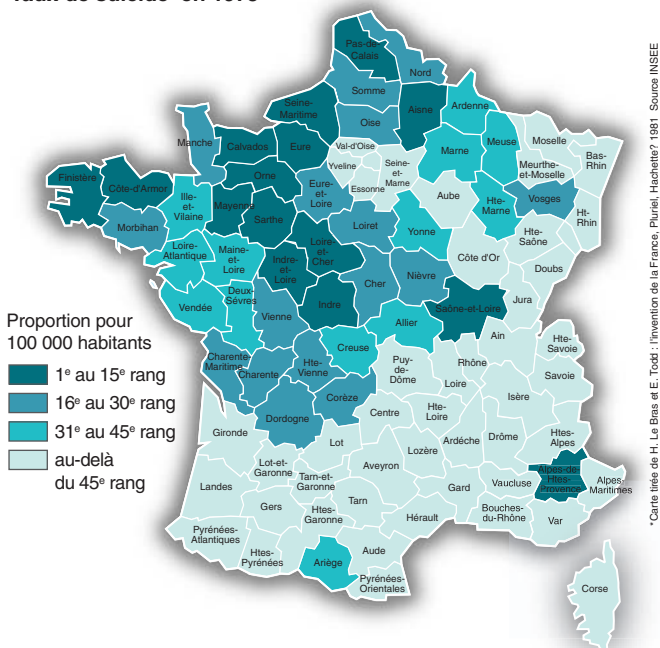 Taux de suicide* en
Pas-de-
Calais
Nord
Somme
Seine-
Maritime
Aisne
Ardenne
Oise
Manche
Calvados
Eure
Val-d'Oise
Marne
Meuse
Moselle
Bas-
Rhin
Yveline
Seine-
et-
Marne
Meurthe-
et-Moselle
Finistère
Côte-d'Armor
Orne
Essonne
Ille-
et-
Vilaine
Mayenne
Eure-
et-
Loire
Aube
Hte-
Marne
Vosges
Ht-
Rhin
Morbihan
Sarthe
Loiret
Yonne
Hte-
Saône
Loire-
Atlantique
Maine-
et-
Loire
Loire
et-
Cher
Indre-
et-
Loire
Côte d'Or
Doubs
Cher
Nièvre
Vendée
Deux-
Sèvres
Vienne
Indre
Saône-et-Loire
Jura
Allier
Ain
Hte-
Savoie
Charente-
Maritime
Charente
Hte-
Vienne
Creuse
Puy-
de-
Dôme
Rhône
Loire
Savoie
Dordogne
Corèze
Centre
Hte-
Loire
Isère
Gironde
Lot
Lozère
Ardéche
Drôme
Htes-
Alpes
Lot-et-
Garonne
Tarn-et-
Garonne
Aveyron
Alpes-de-
Htes-
Provence
Alpes-
Maritimes
Landes
Gers
Htes-
Garonne
Tarn
Gard
Vaucluse
Hérault
Bouches-
du-Rhône
Var
Pyrénées-
Atlantiques
Htes-
Pyrénées
Ariège
Aude
Pyrénées-
Orientales
Corse
Proportion pour
100 000 habitants
1e au 15e rang
16e au 30e rang
31e au 45e rang
au-delà
du 45e rang
*Carte tirée de H. Le Bras et E. Todd : l'invention de la France, Pluriel, Hachette? 1981 Source INSEE